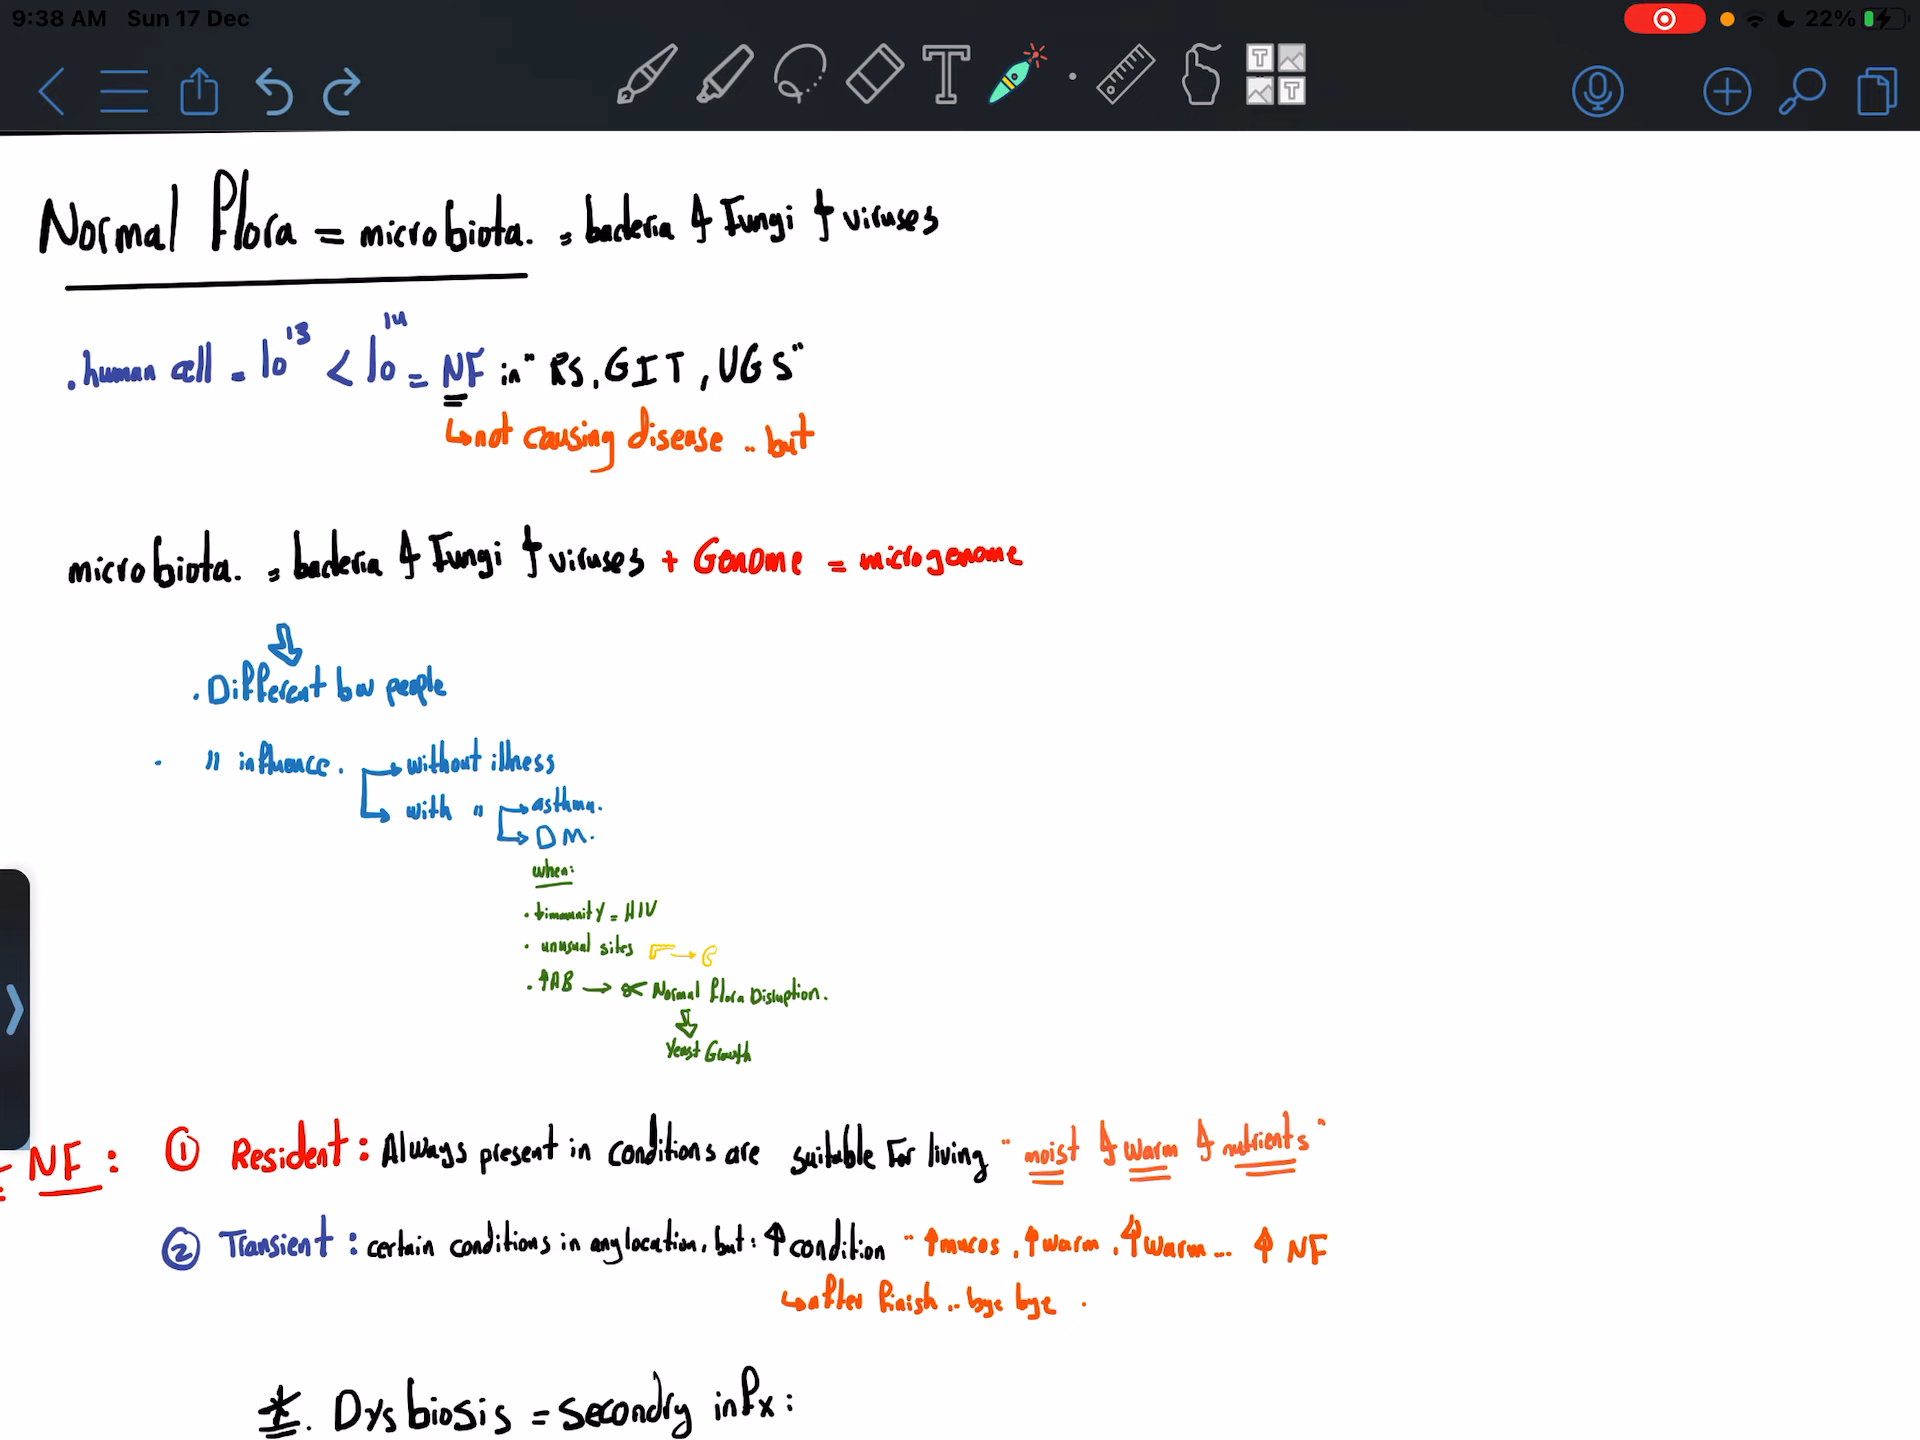 9:38 AM Sun 17 Dec
22%
Normal flora = microbiota. = bacteria & Fungi & viruses
. human cell = 10^13 < 10^14 = NF in " RS, GIT, UGS "
↳ not causing disease .. but
microbiota. = bacteria & Fungi & viruses + Genome = microgenome
⇓
. Different bw people
. " influence. → without illness
→ with " → asthma.
→ DM.
when:
. ↓immunity = HIV
. unusual sites
. ↑AB → Normal flora Disruption.
⇓
Yeast Growth
NF : ① Resident : Always present in conditions are suitable For living " moist & warm & nutrients "
② Transient : certain conditions in any location, but : ↑ condition " ↑mucos , ↑warm , ↑warm ... ↑ NF
↳ after finish .. bye bye .
*. Dysbiosis = secondry infx :